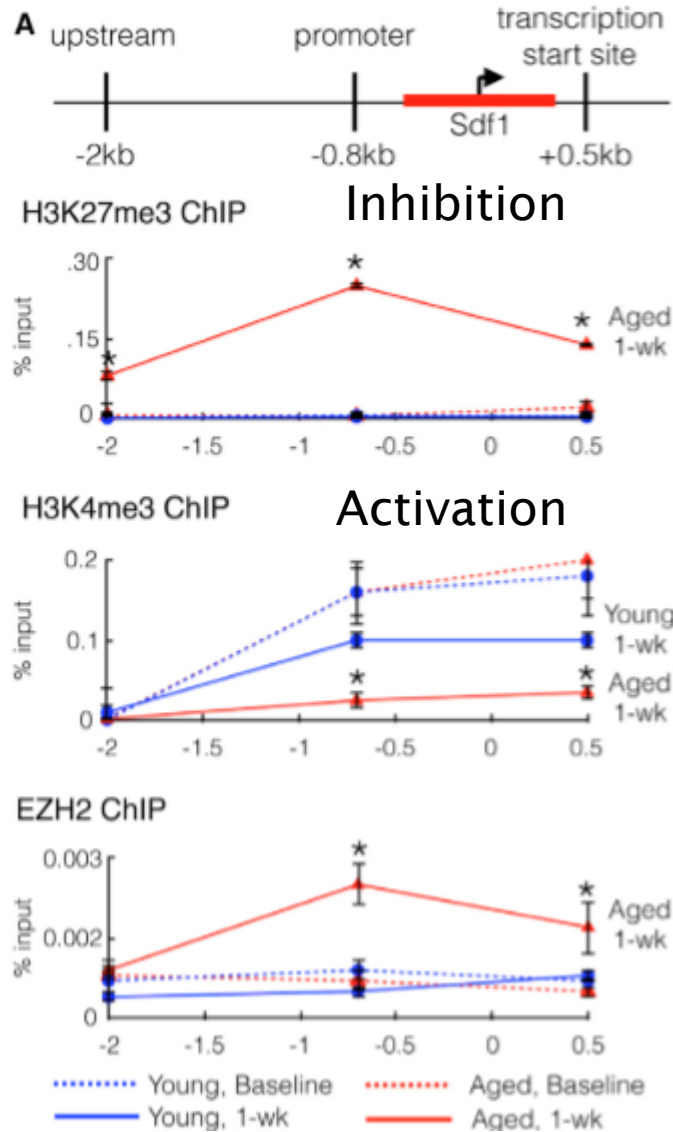 A
upstream promoter transcription
start site
Sdf1
-2kb -0.8kb +0.5kb
H3K27me3 ChIP Inhibition
.30
.15
0
% input
* * *
Aged
1-wk
-2 -1.5 -1 -0.5 0 0.5
H3K4me3 ChIP Activation
0.2
0.1
0
% input
* *
Young
1-wk
Aged
1-wk
-2 -1.5 -1 -0.5 0 0.5
EZH2 ChIP
0.003
0.002
0
% input
* *
Aged
1-wk
-2 -1.5 -1 -0.5 0 0.5
Young, Baseline Aged, Baseline
Young, 1-wk Aged, 1-wk